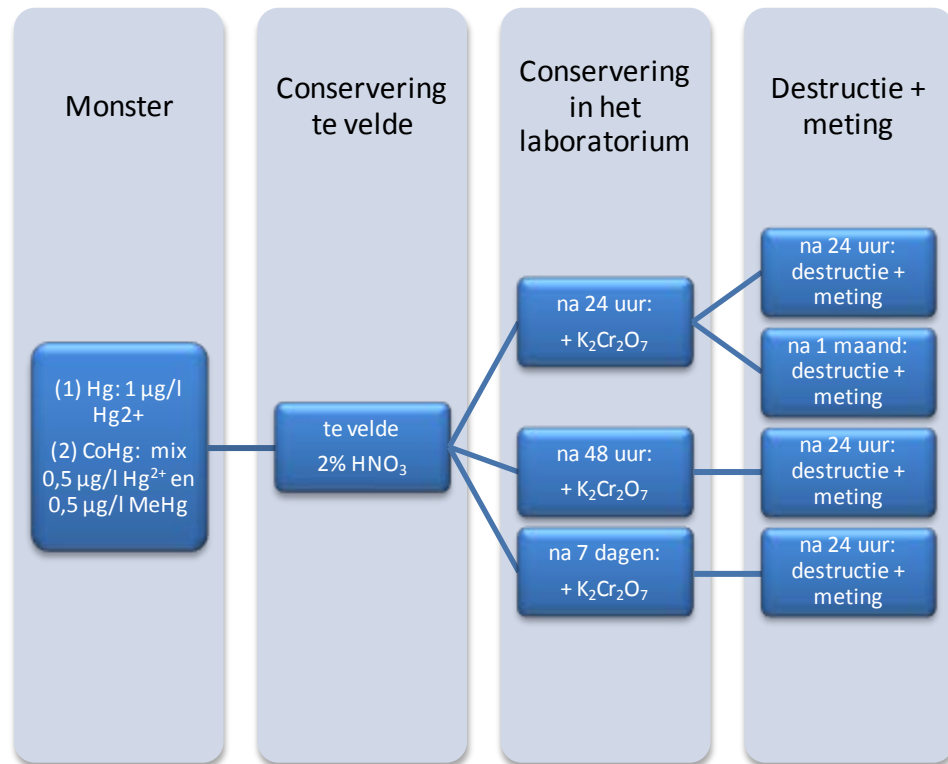 Monster
Conservering
te velde
Conservering
in het
laboratorium
Destructie +
meting
(1) Hg: 1 µg/l
Hg2+
(2) CoHg: mix
0,5 µg/l Hg²⁺ en
0,5 µg/l MeHg
te velde
2% HNO₃
na 24 uur:
+ K₂Cr₂O₇
na 48 uur:
+ K₂Cr₂O₇
na 7 dagen:
+ K₂Cr₂O₇
na 24 uur:
destructie +
meting
na 1 maand:
destructie +
meting
na 24 uur:
destructie +
meting
na 24 uur:
destructie +
meting